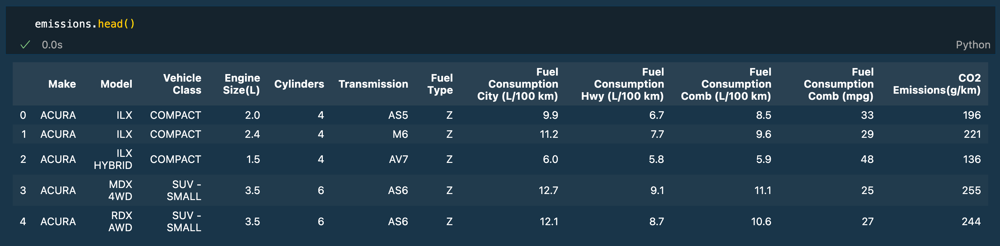 emissions.head()
0.0s Python
Make Model Vehicle Class Engine Size(L) Cylinders Transmission Fuel Type Fuel Consumption City (L/100 km) Fuel Consumption Hwy (L/100 km) Fuel Consumption Comb (L/100 km) Fuel Consumption Comb (mpg) CO2 Emissions(g/km)
0 ACURA ILX COMPACT 2.0 4 AS5 Z 9.9 6.7 8.5 33 196
1 ACURA ILX COMPACT 2.4 4 M6 Z 11.2 7.7 9.6 29 221
2 ACURA ILX HYBRID COMPACT 1.5 4 AV7 Z 6.0 5.8 5.9 48 136
3 ACURA MDX 4WD SUV - SMALL 3.5 6 AS6 Z 12.7 9.1 11.1 25 255
4 ACURA RDX AWD SUV - SMALL 3.5 6 AS6 Z 12.1 8.7 10.6 27 244